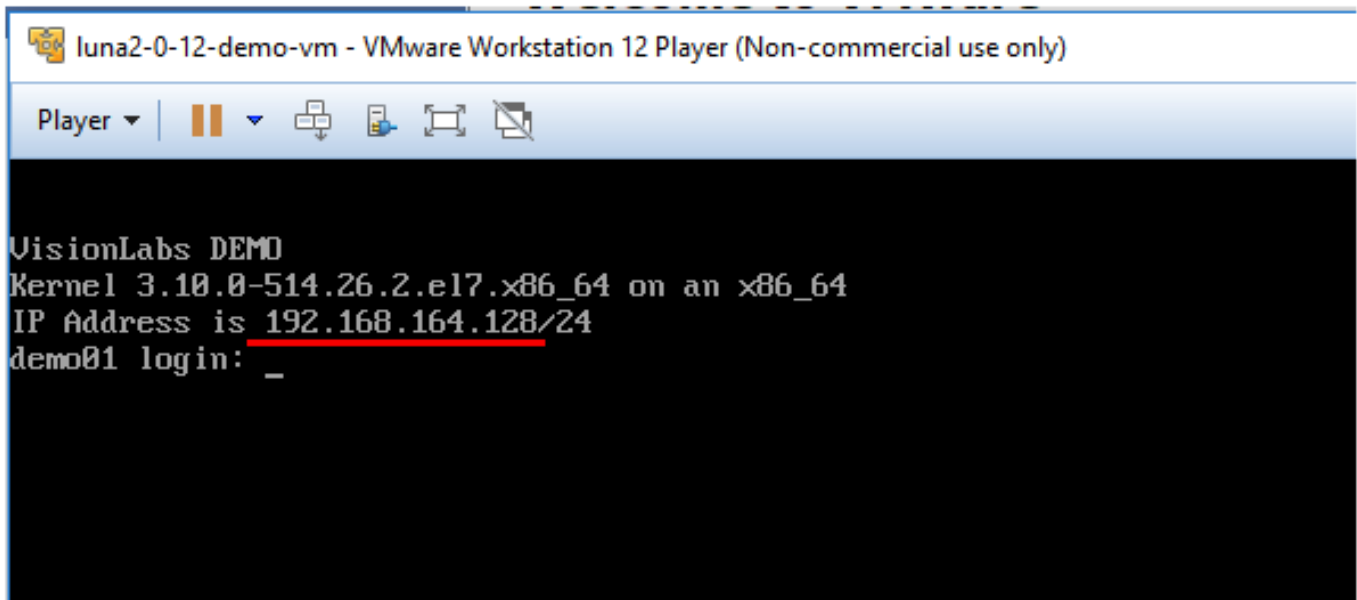 luna2-0-12-demo-vm - VMware Workstation 12 Player (Non-commercial use only)
Player
VisionLabs DEMO
Kernel 3.10.0-514.26.2.el7.x86_64 on an x86_64
IP Address is 192.168.164.128/24
demo01 login: _